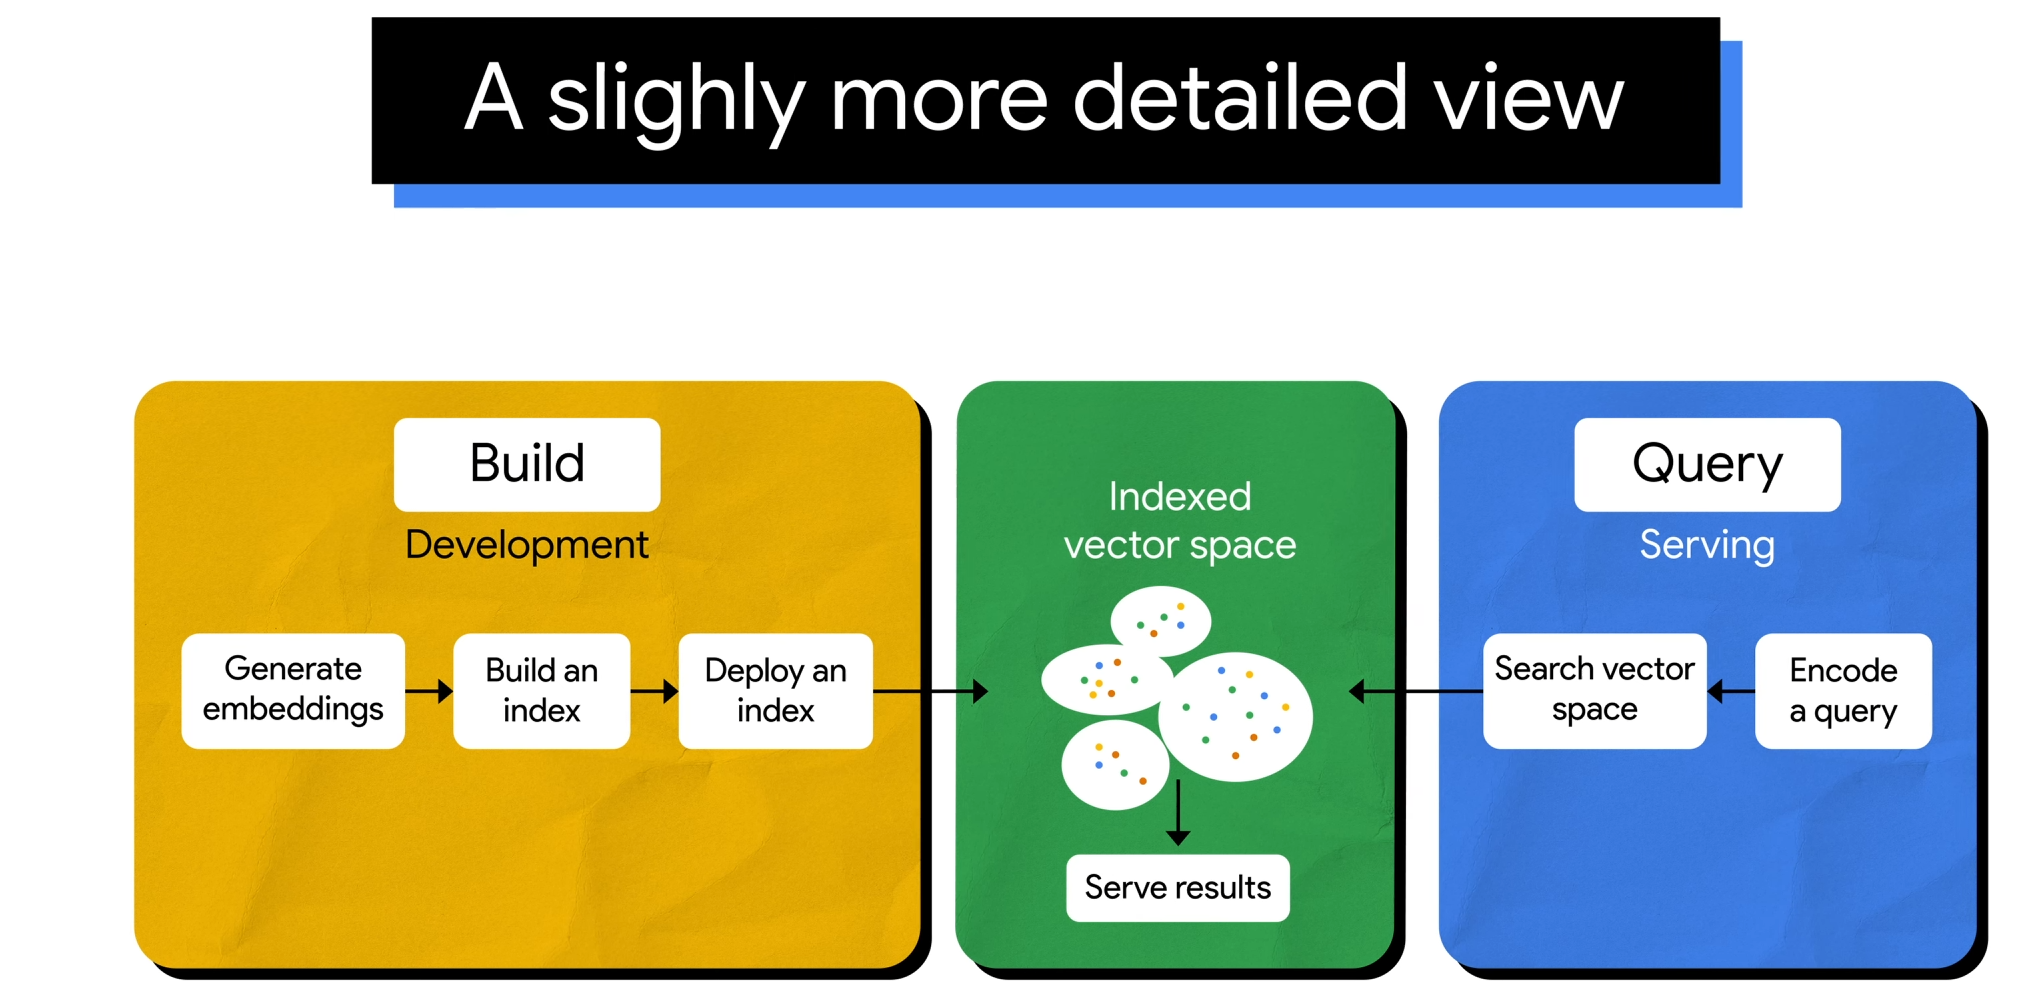 A slighly more detailed view
Build
Development
Generate
embeddings
Build an
index
Deploy an
index
Indexed
vector space
Serve results
Query
Serving
Search vector
space
Encode
a query